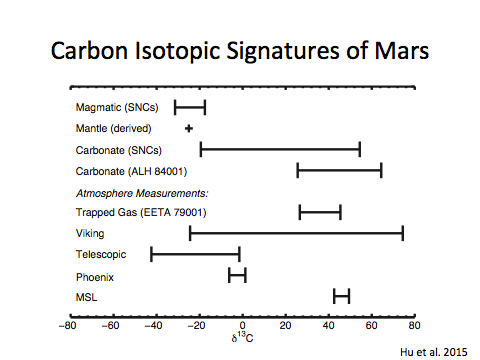 Carbon Isotopic Signatures of Mars
Magmatic (SNCs)
Mantle (derived)
Carbonate (SNCs)
Carbonate (ALH 84001)
Atmosphere Measurements:
Trapped Gas (EETA 79001)
Viking
Telescopic
Phoenix
MSL
−80 −60 −40 −20 0 20 40 60 80
δ¹³C
Hu et al. 2015